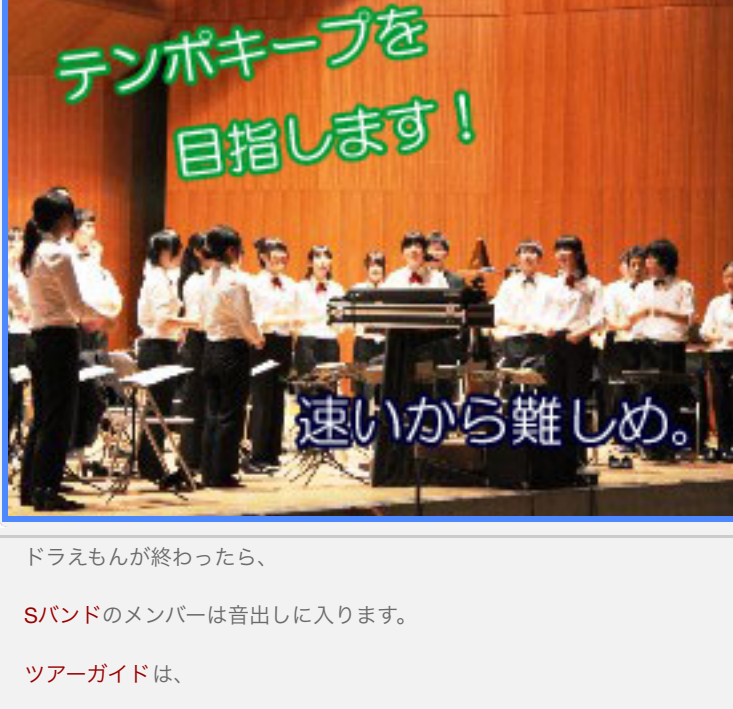 テンポキープを
目指します！
速いから難しめ。
ドラえもんが終わったら、
Sバンドのメンバーは音出しに入ります。
ツアーガイドは、